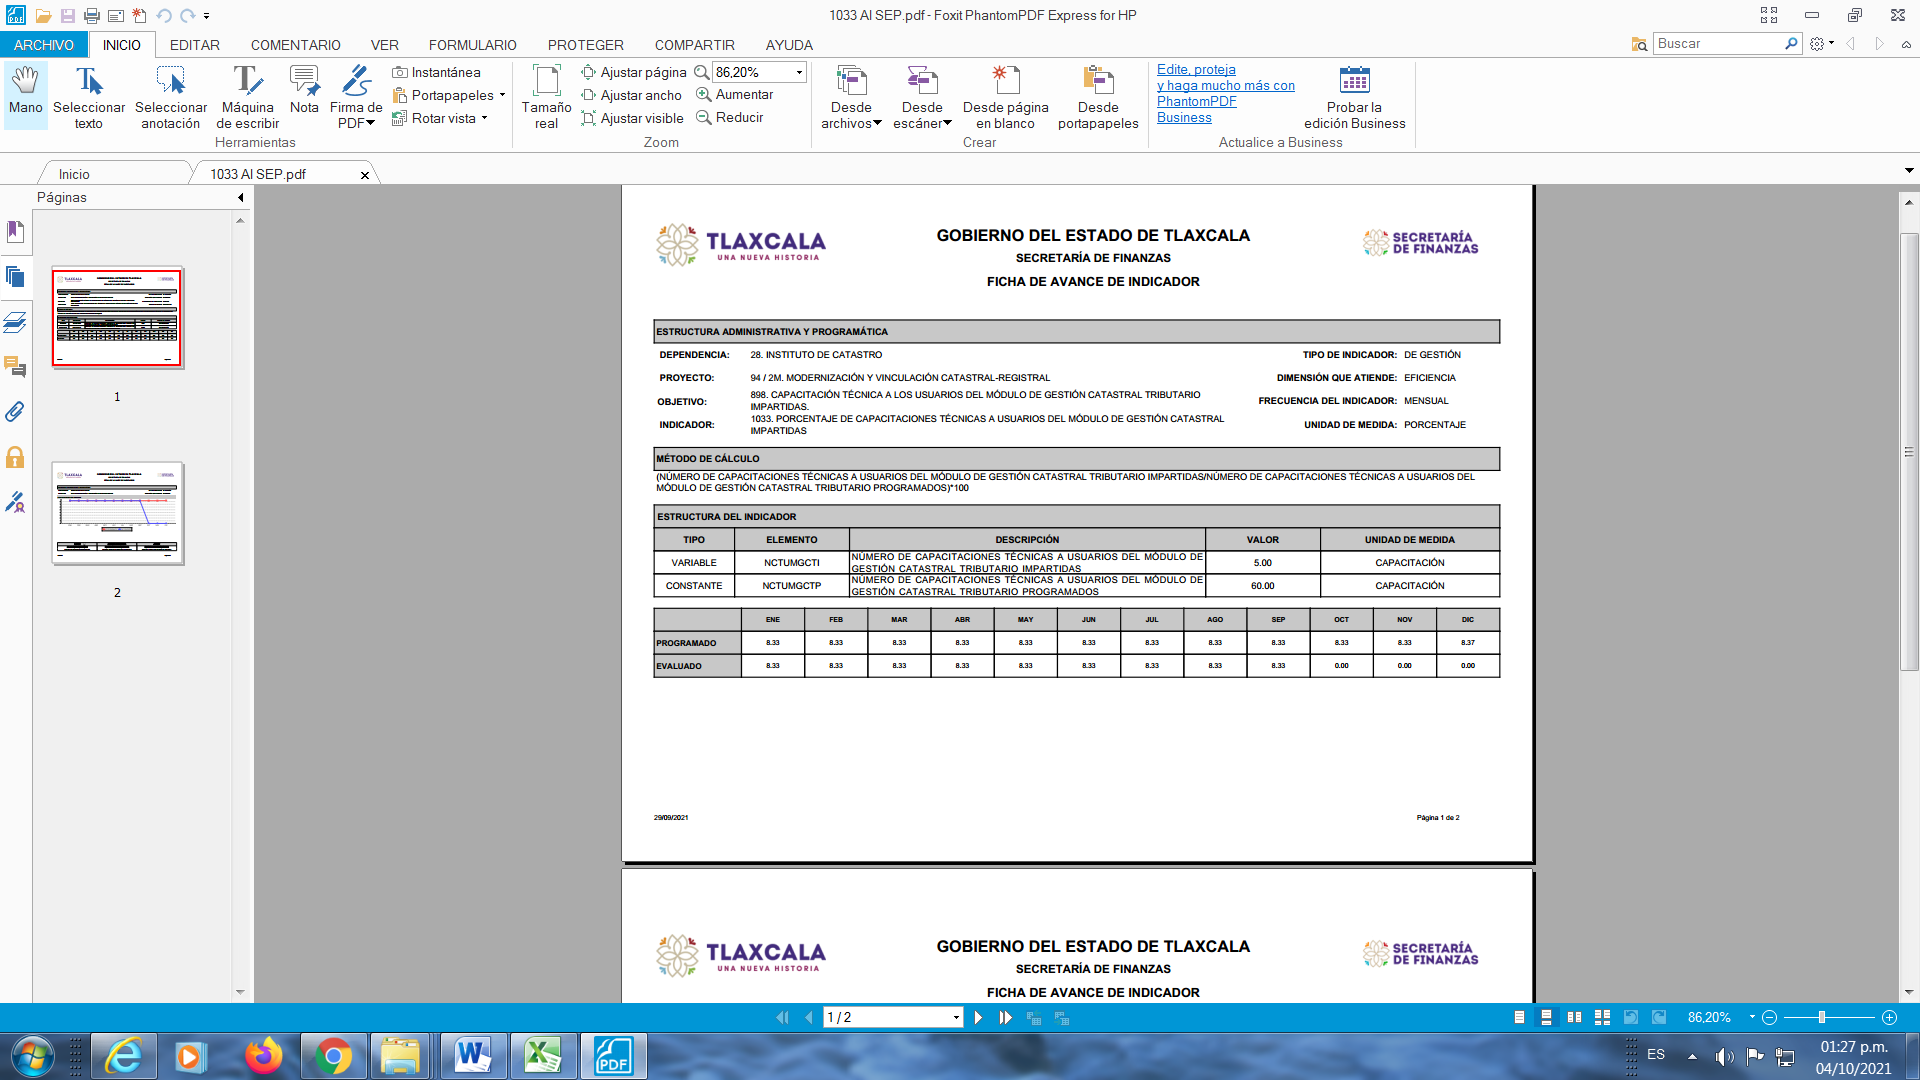 1033 Al SEP.pdf - Foxit PhantomPDF Express for HP
ARCHIVO INICIO EDITAR COMENTARIO VER FORMULARIO PROTEGER COMPARTIR AYUDA Buscar
Mano
Seleccionar texto
Seleccionar anotación
Máquina de escribir
Nota
Firma de PDF
Instantánea
Portapapeles
Rotar vista
Herramientas
Tamaño real
Ajustar página
Ajustar ancho
Ajustar visible
86,20%
Aumentar
Reducir
Zoom
Desde archivos
Desde escáner
Desde página en blanco
Desde portapapeles
Crear
Edite, proteja
y haga mucho más con
PhantomPDF
Business
Probar la edición Business
Actualice a Business
Inicio 1033 Al SEP.pdf
Páginas
1
2
TLAXCALA
UNA NUEVA HISTORIA
GOBIERNO DEL ESTADO DE TLAXCALA
SECRETARÍA DE FINANZAS
FICHA DE AVANCE DE INDICADOR
SECRETARÍA
DE FINANZAS
ESTRUCTURA ADMINISTRATIVA Y PROGRAMÁTICA
DEPENDENCIA: 28. INSTITUTO DE CATASTRO TIPO DE INDICADOR: DE GESTIÓN
PROYECTO: 94 / 2M. MODERNIZACIÓN Y VINCULACIÓN CATASTRAL-REGISTRAL DIMENSIÓN QUE ATIENDE: EFICIENCIA
OBJETIVO: 898. CAPACITACIÓN TÉCNICA A LOS USUARIOS DEL MÓDULO DE GESTIÓN CATASTRAL TRIBUTARIO
IMPARTIDAS. FRECUENCIA DEL INDICADOR: MENSUAL
INDICADOR: 1033. PORCENTAJE DE CAPACITACIONES TÉCNICAS A USUARIOS DEL MÓDULO DE GESTIÓN CATASTRAL
IMPARTIDAS UNIDAD DE MEDIDA: PORCENTAJE
MÉTODO DE CÁLCULO
(NÚMERO DE CAPACITACIONES TÉCNICAS A USUARIOS DEL MÓDULO DE GESTIÓN CATASTRAL TRIBUTARIO IMPARTIDAS/NÚMERO DE CAPACITACIONES TÉCNICAS A USUARIOS DEL
MÓDULO DE GESTIÓN CATASTRAL TRIBUTARIO PROGRAMADOS)*100
ESTRUCTURA DEL INDICADOR
TIPO ELEMENTO DESCRIPCIÓN VALOR UNIDAD DE MEDIDA
VARIABLE NCTUMGCTI NÚMERO DE CAPACITACIONES TÉCNICAS A USUARIOS DEL MÓDULO DE
GESTIÓN CATASTRAL TRIBUTARIO IMPARTIDAS 5.00 CAPACITACIÓN
CONSTANTE NCTUMGCTP NÚMERO DE CAPACITACIONES TÉCNICAS A USUARIOS DEL MÓDULO DE
GESTIÓN CATASTRAL TRIBUTARIO PROGRAMADOS 60.00 CAPACITACIÓN
ENE FEB MAR ABR MAY JUN JUL AGO SEP OCT NOV DIC
PROGRAMADO 8.33 8.33 8.33 8.33 8.33 8.33 8.33 8.33 8.33 8.33 8.33 8.37
EVALUADO 8.33 8.33 8.33 8.33 8.33 8.33 8.33 8.33 8.33 0.00 0.00 0.00
29/09/2021 Página 1 de 2
TLAXCALA
UNA NUEVA HISTORIA
GOBIERNO DEL ESTADO DE TLAXCALA
SECRETARÍA DE FINANZAS
FICHA DE AVANCE DE INDICADOR
SECRETARÍA
DE FINANZAS
1 / 2
86,20%
ES
01:27 p.m.
04/10/2021